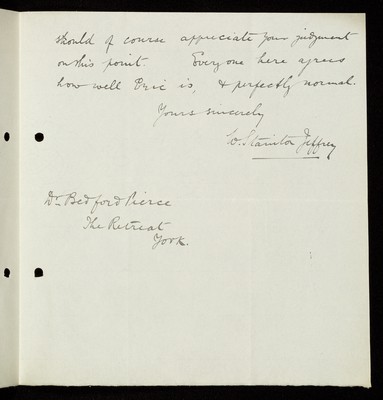 should of course appreciate your judgment
on this point. Everyone here agrees
how well Eric is, & perfectly normal.
Yours sincerely
W. Stanton Jeffrey
Dr Bedford Pierce
The Retreat
York.